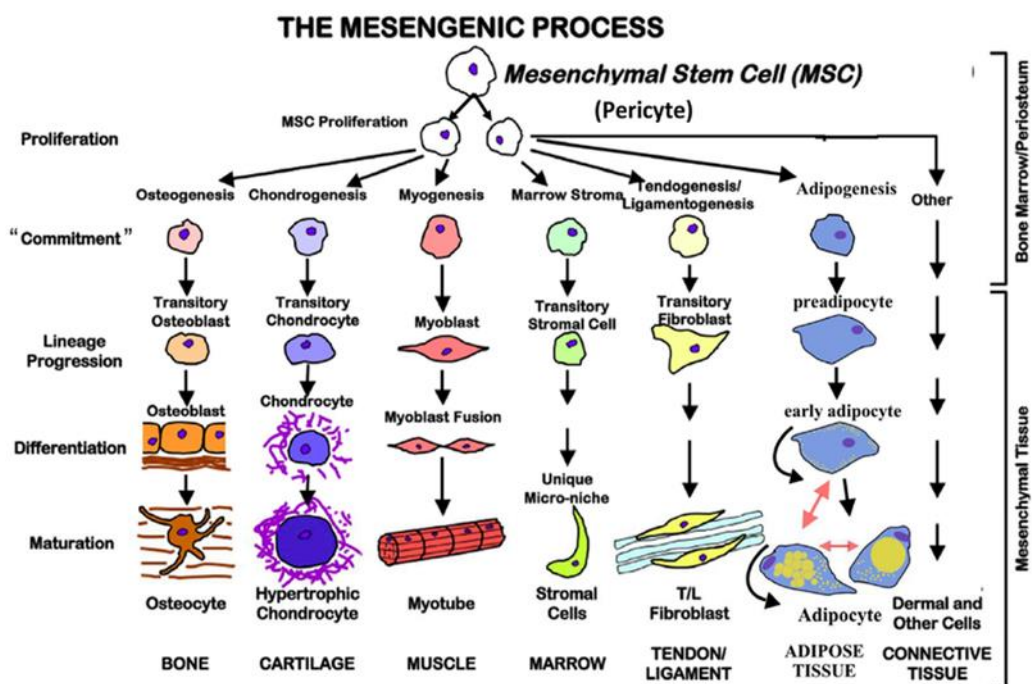 THE MESENGENIC PROCESS
Mesenchymal Stem Cell (MSC)
(Pericyte)
MSC Proliferation
Proliferation
Osteogenesis
Chondrogenesis
Myogenesis
Marrow Stroma
Tendogenesis/
Ligamentogenesis
Adipogenesis
Other
Bone Marrow/Periosteum
"Commitment"
Transitory
Osteoblast
Transitory
Chondrocyte
Myoblast
Transitory
Stromal Cell
Transitory
Fibroblast
preadipocyte
Lineage
Progression
Osteoblast
Chondrocyte
Myoblast Fusion
early adipocyte
Differentiation
Unique
Micro-niche
Mesenchymal Tissue
Maturation
Osteocyte
Hypertrophic
Chondrocyte
Myotube
Stromal
Cells
T/L
Fibroblast
Adipocyte
Dermal and
Other Cells
BONE
CARTILAGE
MUSCLE
MARROW
TENDON/
LIGAMENT
ADIPOSE
TISSUE
CONNECTIVE
TISSUE